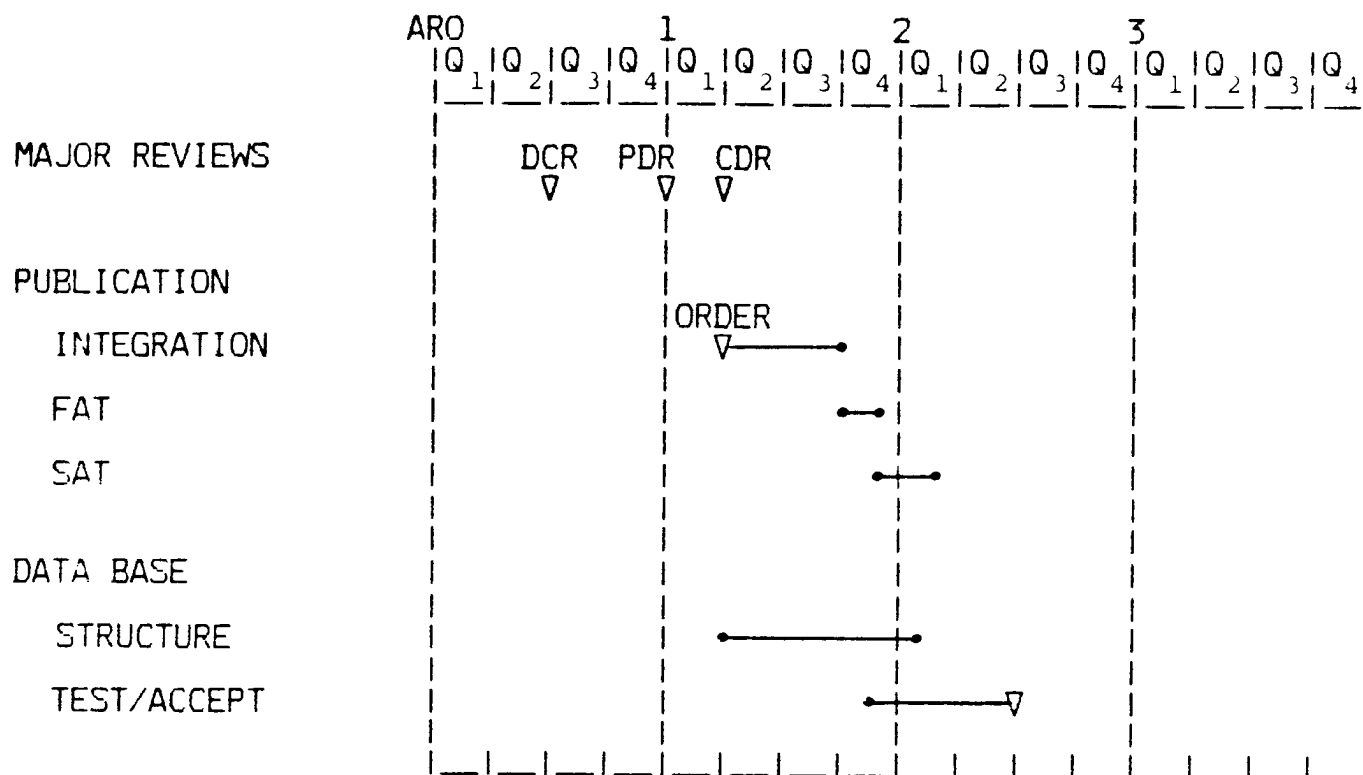 ARO 1 2 3
|Q1|Q2|Q3|Q4|Q1|Q2|Q3|Q4|Q1|Q2|Q3|Q4|Q1|Q2|Q3|Q4
MAJOR REVIEWS DCR PDR CDR
PUBLICATION
ORDER
INTEGRATION
FAT
SAT
DATA BASE
STRUCTURE
TEST/ACCEPT